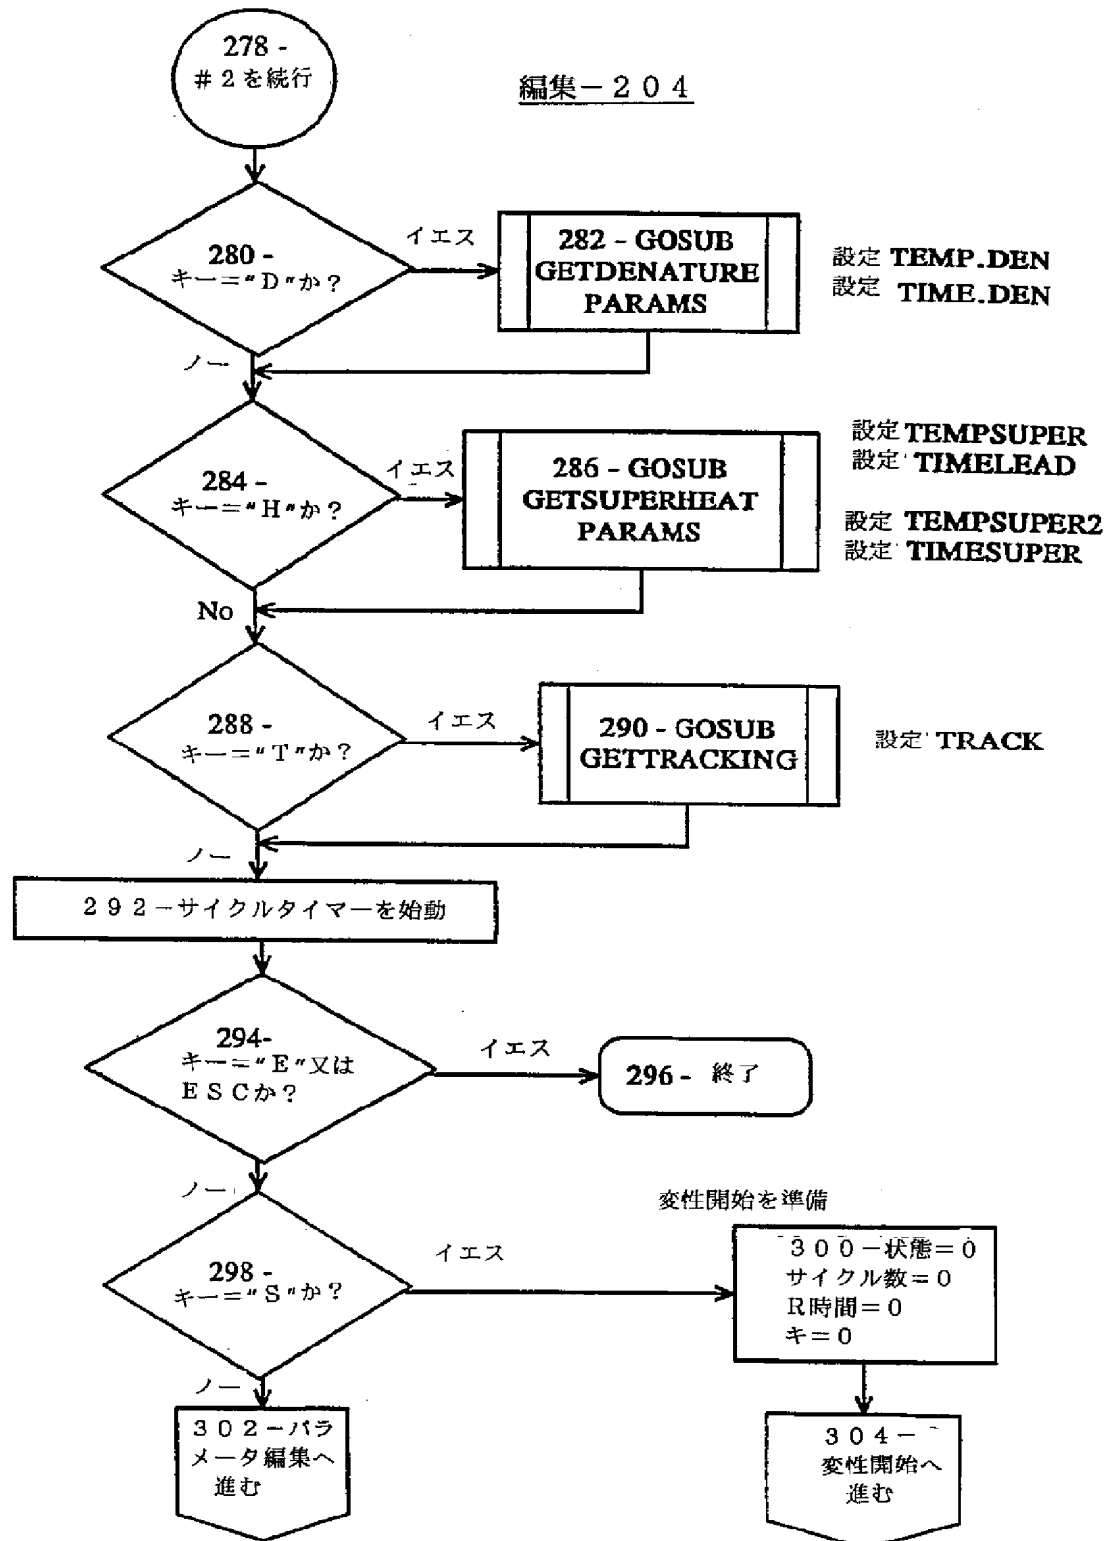 278 -
＃２を続行
編集－２０４
280 -
キー＝"D"か？
イエス
282 - GOSUB
GETDENATURE
PARAMS
設定 TEMP.DEN
設定 TIME.DEN
ノー
284 -
キー＝"H"か？
イエス
286 - GOSUB
GETSUPERHEAT
PARAMS
設定 TEMPSUPER
設定 TIMELEAD
設定 TEMPSUPER2
設定 TIMESUPER
No
288 -
キー＝"T"か？
イエス
290 - GOSUB
GETTRACKING
設定 TRACK
ノー
２９２－サイクルタイマーを始動
294-
キー＝"E"又は
ＥＳＣか？
イエス
296 - 終了
ノー
298 -
キー＝"S"か？
イエス
変性開始を準備
３００－状態＝０
サイクル数＝０
Ｒ時間＝０
キ＝０
ノー
３０２－パラ
メータ編集へ
進む
３０４－
変性開始へ
進む